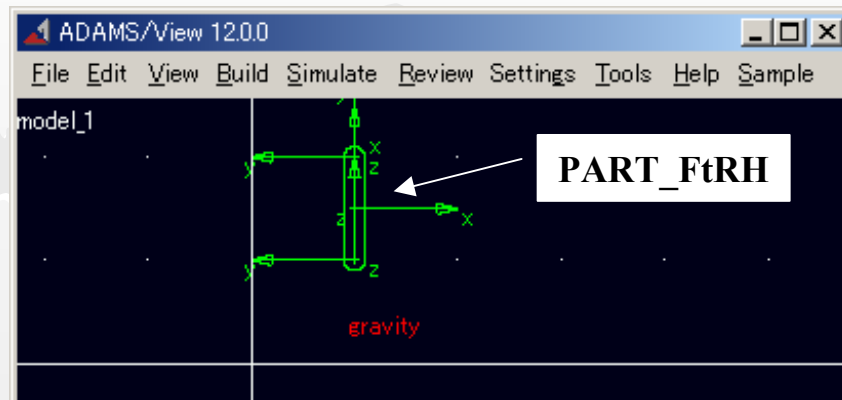 ADAMS/View 12.0.0
File Edit View Build Simulate Review Settings Tools Help Sample
model_1
x
y z
PART_FtRH
z x
y z
gravity